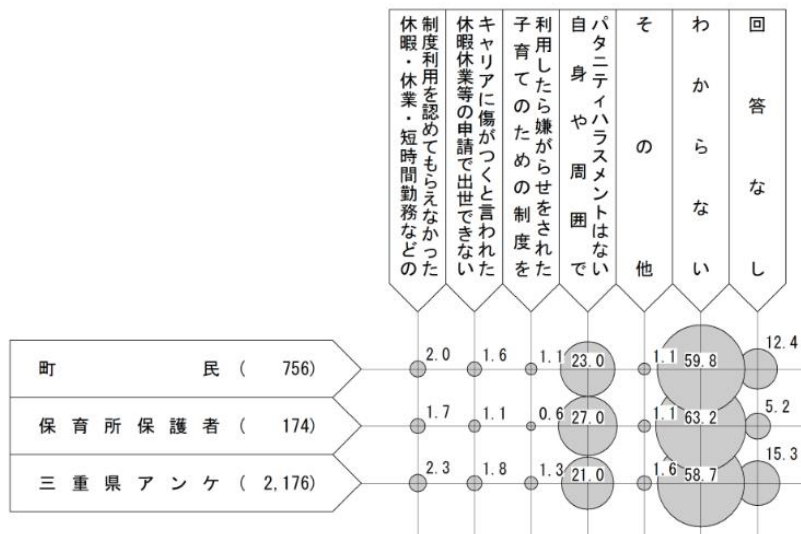 休暇・休業・短時間勤務などの
制度利用を認めてもらえなかった
休暇休業等の申請で出世できない
キャリアに傷がつくと言われた
子育てのための制度を
利用したら嫌がらせをされた
自身や周囲で
パタニティハラスメントはない
その他
わからない
回答なし
町民 ( 756)
2.0 1.6 1.1 23.0 1.1 59.8 12.4
保育所保護者 ( 174)
1.7 1.1 0.6 27.0 1.1 63.2 5.2
三重県アンケ ( 2,176)
2.3 1.8 1.3 21.0 1.6 58.7 15.3